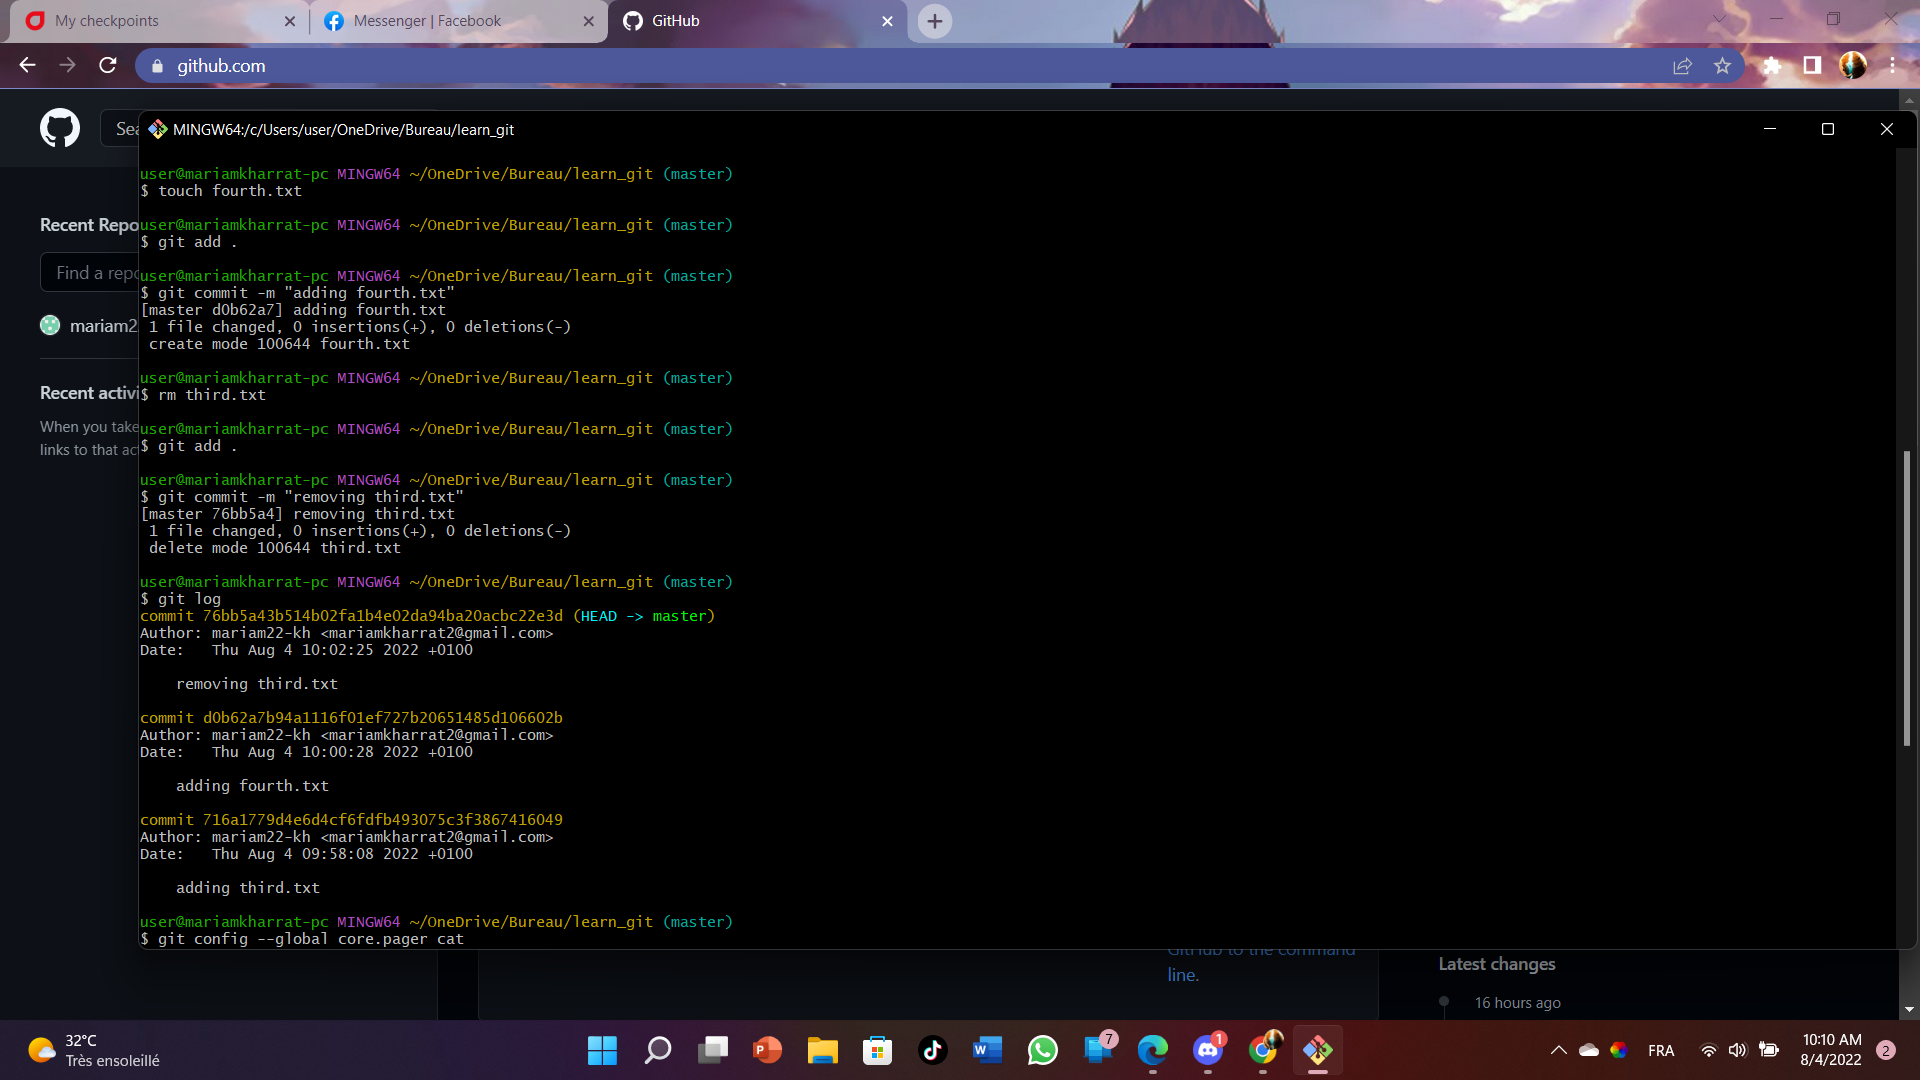 My checkpoints
Messenger | Facebook
GitHub
github.com
Sea
MINGW64:/c/Users/user/OneDrive/Bureau/learn_git
user@mariamkharrat-pc MINGW64 ~/OneDrive/Bureau/learn_git (master)
$ touch fourth.txt
Recent Repo
user@mariamkharrat-pc MINGW64 ~/OneDrive/Bureau/learn_git (master)
$ git add .
Find a repo
user@mariamkharrat-pc MINGW64 ~/OneDrive/Bureau/learn_git (master)
$ git commit -m "adding fourth.txt"
[master d0b62a7] adding fourth.txt
1 file changed, 0 insertions(+), 0 deletions(-)
create mode 100644 fourth.txt
mariam2
user@mariamkharrat-pc MINGW64 ~/OneDrive/Bureau/learn_git (master)
$ rm third.txt
Recent activi
When you take
links to that act
user@mariamkharrat-pc MINGW64 ~/OneDrive/Bureau/learn_git (master)
$ git add .
user@mariamkharrat-pc MINGW64 ~/OneDrive/Bureau/learn_git (master)
$ git commit -m "removing third.txt"
[master 76bb5a4] removing third.txt
1 file changed, 0 insertions(+), 0 deletions(-)
delete mode 100644 third.txt
user@mariamkharrat-pc MINGW64 ~/OneDrive/Bureau/learn_git (master)
$ git log
commit 76bb5a43b514b02fa1b4e02da94ba20acbc22e3d (HEAD -> master)
Author: mariam22-kh <mariamkharrat2@gmail.com>
Date:   Thu Aug 4 10:02:25 2022 +0100
removing third.txt
commit d0b62a7b94a1116f01ef727b20651485d106602b
Author: mariam22-kh <mariamkharrat2@gmail.com>
Date:   Thu Aug 4 10:00:28 2022 +0100
adding fourth.txt
commit 716a1779d4e6d4cf6fdfb493075c3f3867416049
Author: mariam22-kh <mariamkharrat2@gmail.com>
Date:   Thu Aug 4 09:58:08 2022 +0100
adding third.txt
user@mariamkharrat-pc MINGW64 ~/OneDrive/Bureau/learn_git (master)
$ git config --global core.pager cat
GitHub to the command
line.
Latest changes
16 hours ago
32°C
Très ensoleillé
7
1
FRA
10:10 AM
8/4/2022
2